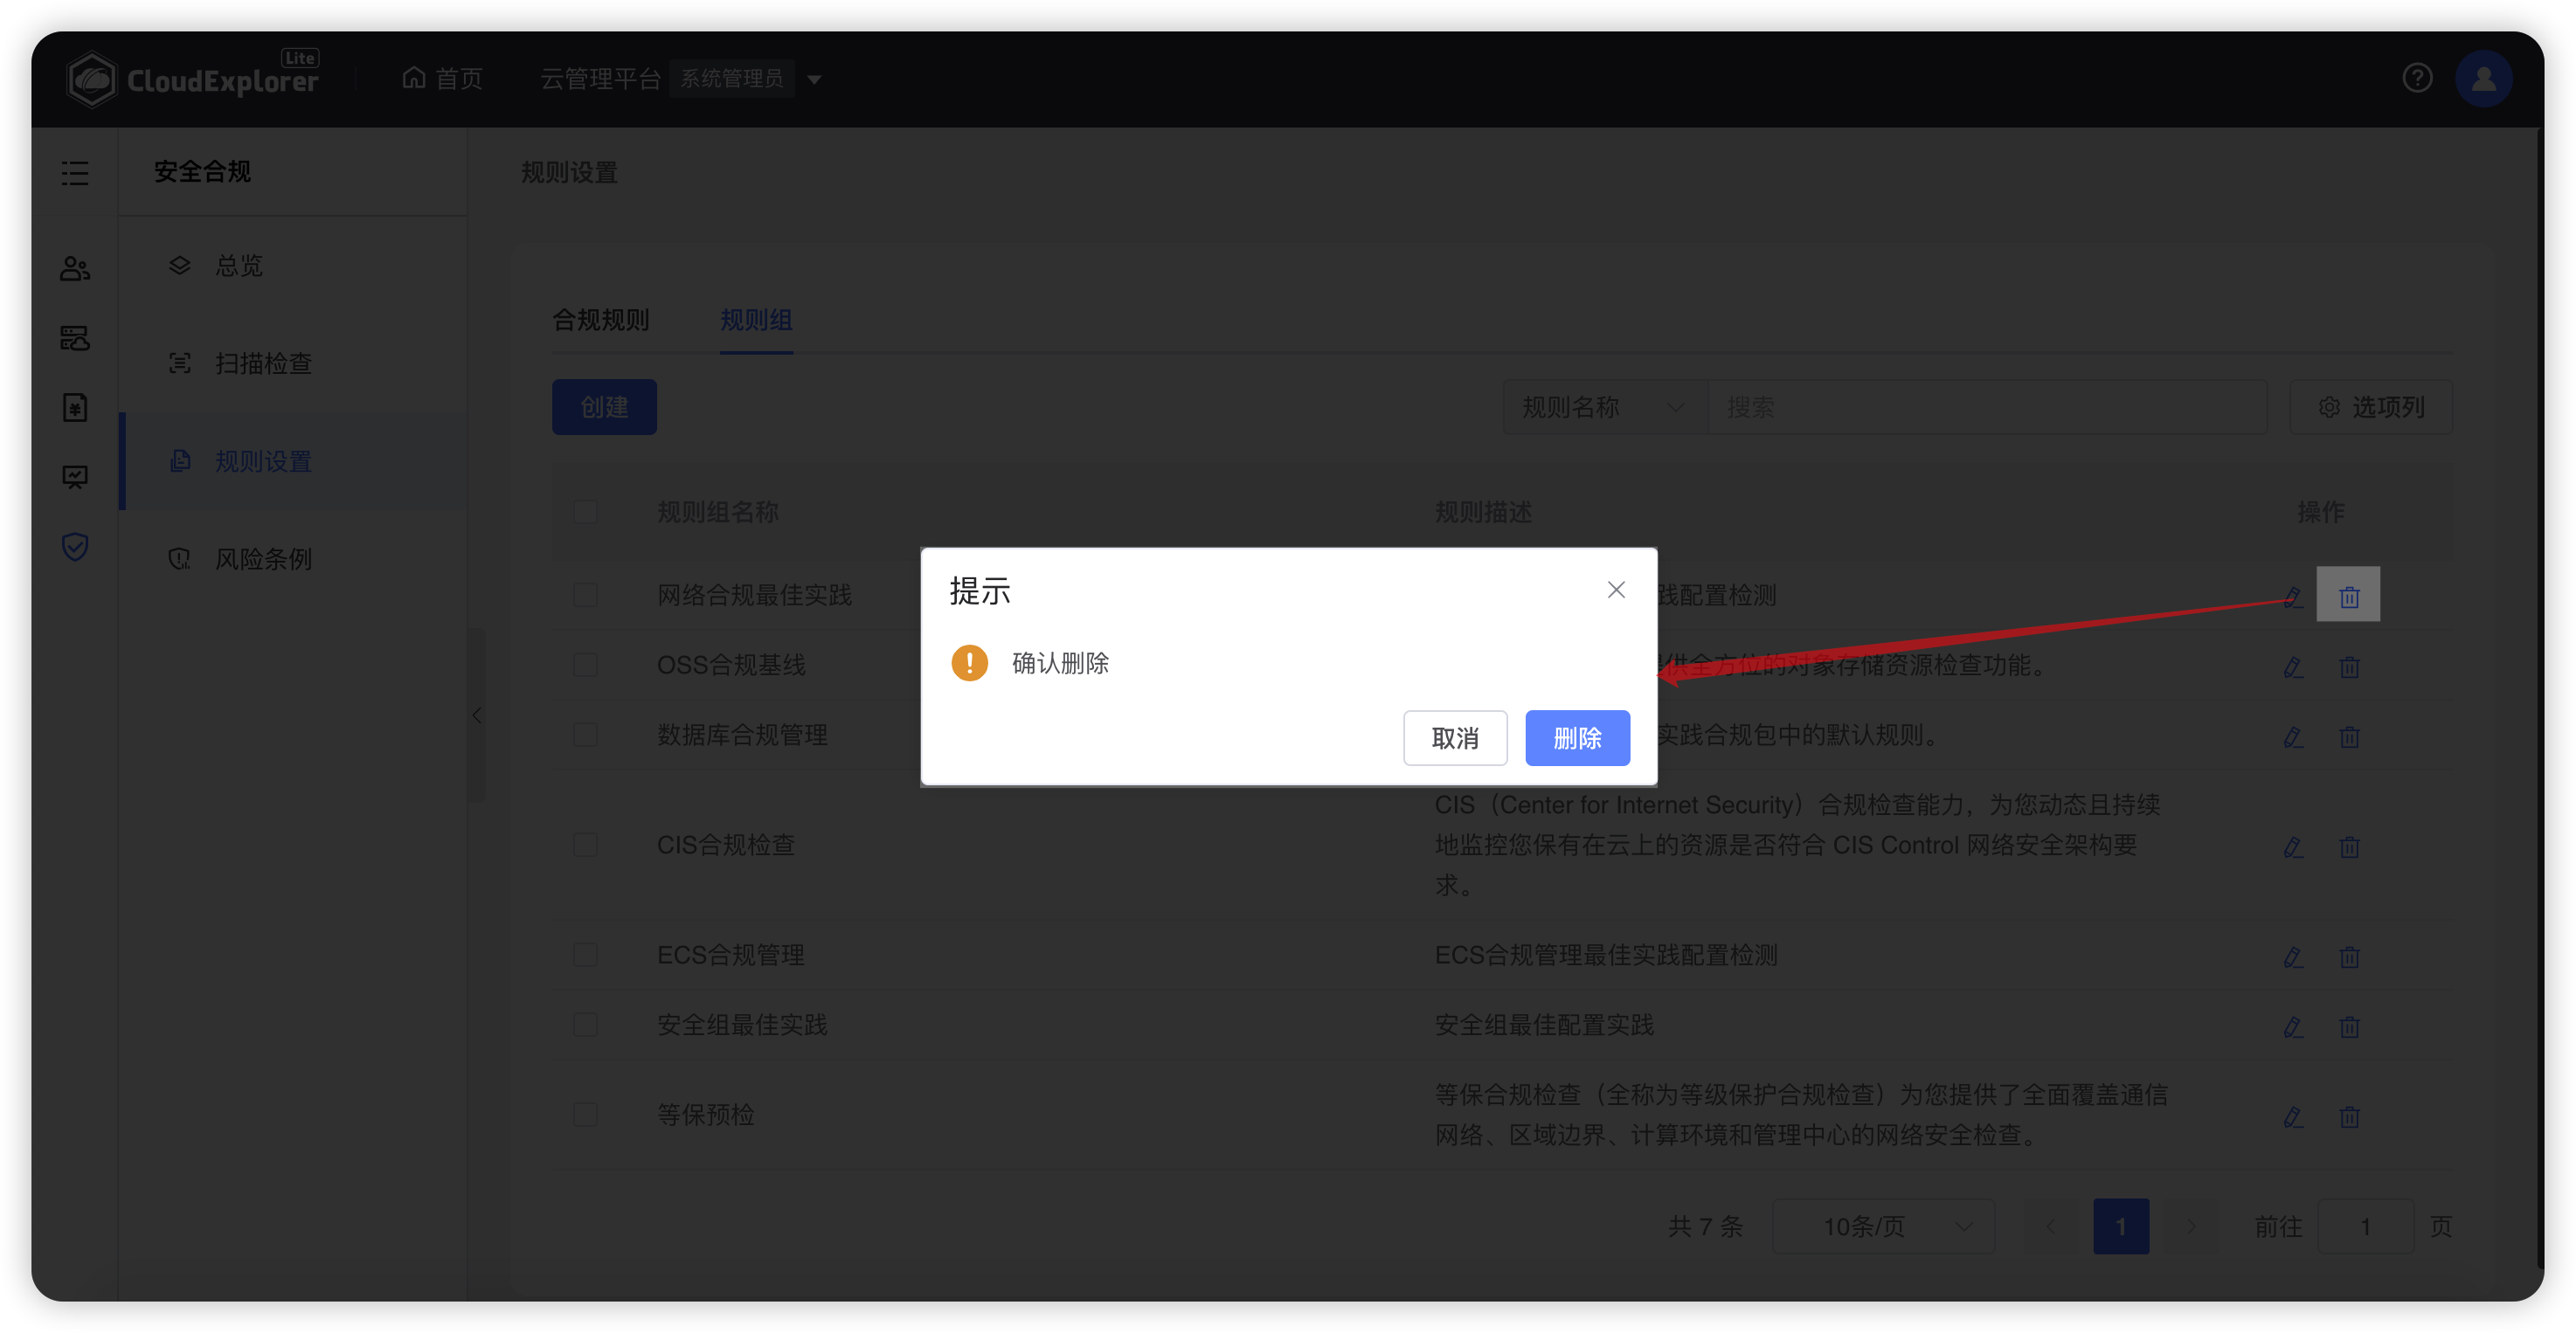 CloudExplorer Lite
首页
云管理平台 系统管理员
安全合规
总览
扫描检查
规则设置
风险条例
规则设置
合规规则 规则组
创建
规则名称 搜索 选项列
规则组名称 规则描述 操作
网络合规最佳实践 践配置检测
OSS合规基线 供全方位的对象存储资源检查功能。
数据库合规管理 实践合规包中的默认规则。
提示
确认删除
取消 删除
CIS合规检查
CIS（Center for Internet Security）合规检查能力，为您动态且持续
地监控您保有在云上的资源是否符合 CIS Control 网络安全架构要
求。
ECS合规管理 ECS合规管理最佳实践配置检测
安全组最佳实践 安全组最佳配置实践
等保预检
等保合规检查（全称为等级保护合规检查）为您提供了全面覆盖通信
网络、区域边界、计算环境和管理中心的网络安全检查。
共 7 条 10条/页 1 前往 1 页